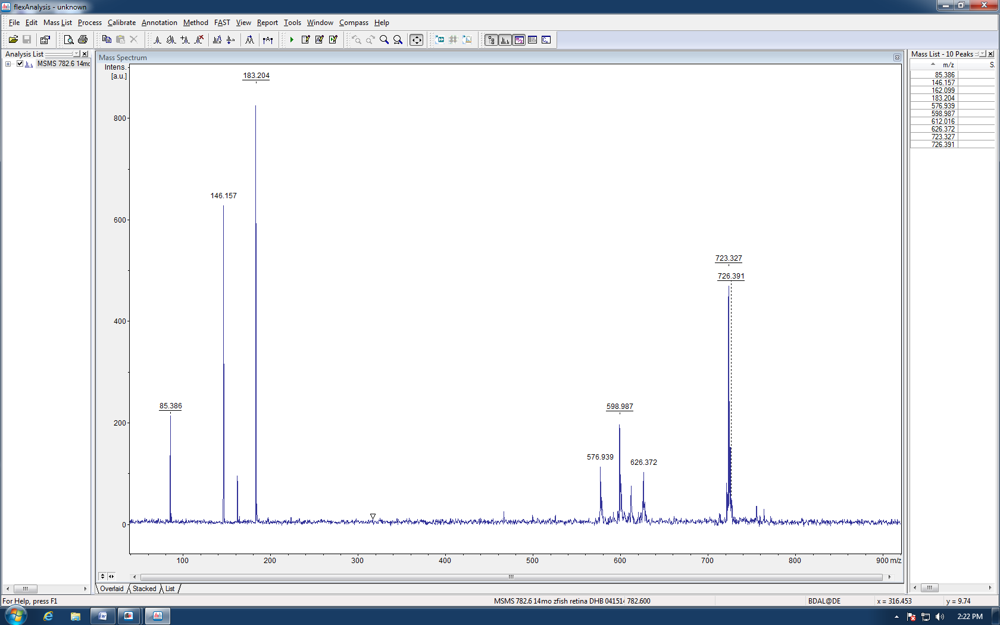 flexAnalysis - unknown
File Edit Mass List Process Calibrate Annotation Method FAST View Report Tools Window Compass Help
Analysis List
MSMS 782.6 14mo
Mass Spectrum
Intens.
[a.u.]
800
600
400
200
0
183.204
146.157
85.386
723.327
726.391
598.987
576.939
626.372
100 200 300 400 500 600 700 800 900 m/z
Overlaid Stacked List
Mass List - 10 Peaks
m/z S.
85.386
146.157
162.099
183.204
576.939
598.987
612.016
626.372
723.327
726.391
For Help, press F1
MSMS 782.6 14mo zfish retina DHB 041514 782.600
BDAL@DE
x = 316.453
y = 9.74
2:22 PM